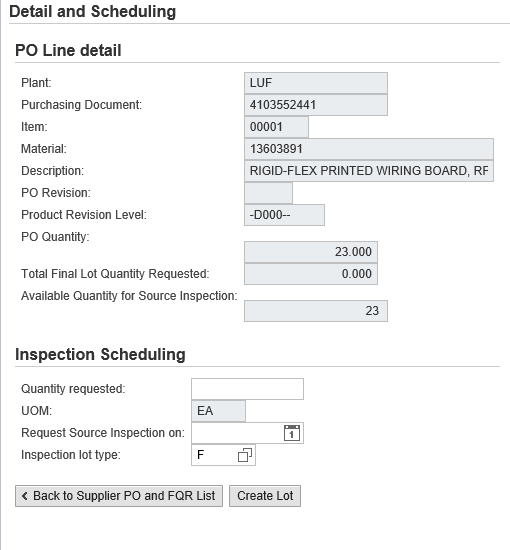 Detail and Scheduling
PO Line detail
Plant: LUF
Purchasing Document: 4103552441
Item: 00001
Material: 13603891
Description: RIGID-FLEX PRINTED WIRING BOARD, RF
PO Revision:
Product Revision Level: -D000--
PO Quantity:
23.000
Total Final Lot Quantity Requested: 0.000
Available Quantity for Source Inspection:
23
Inspection Scheduling
Quantity requested:
UOM: EA
Request Source Inspection on: 1
Inspection lot type: F
< Back to Supplier PO and FQR List Create Lot